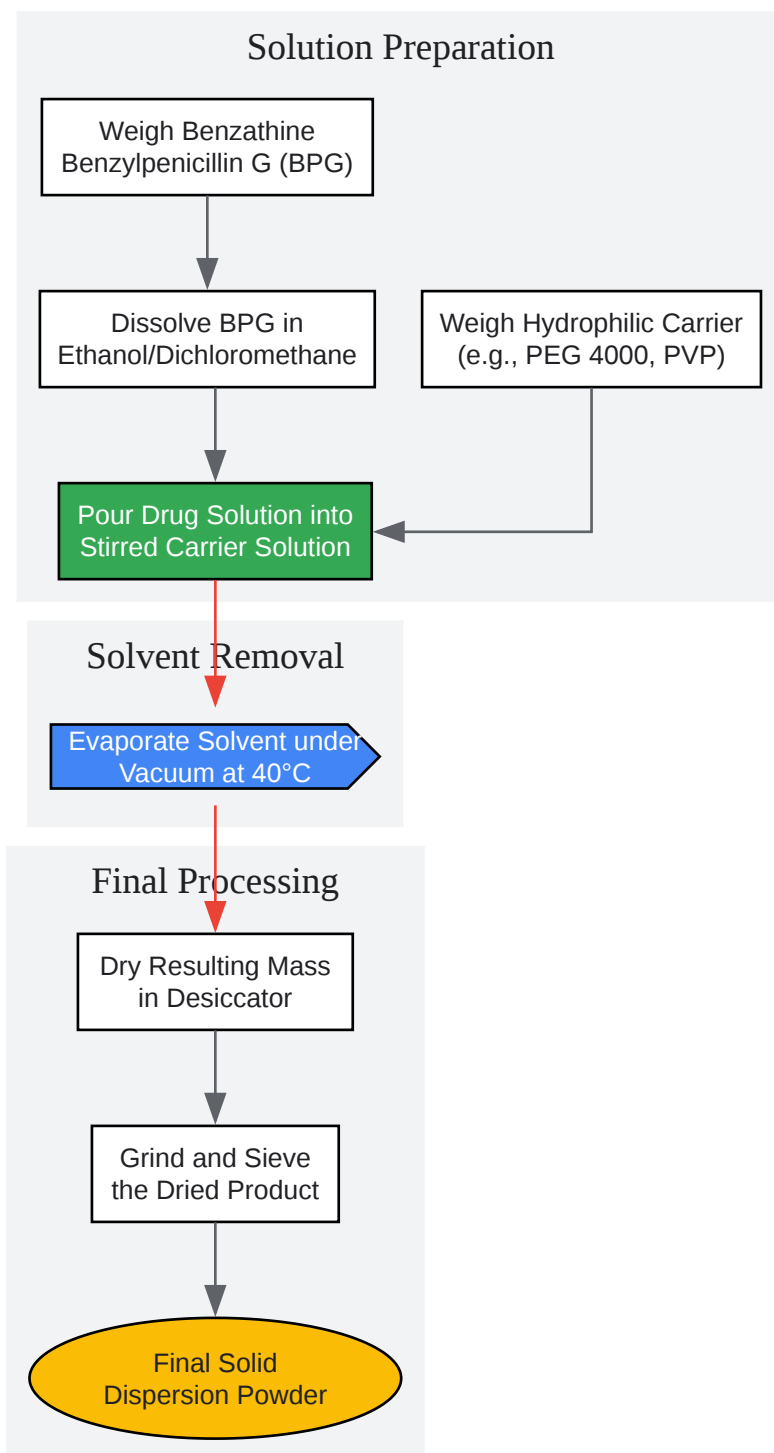 Solution Preparation
Weigh Benzathine
Benzylpenicillin G (BPG)
Dissolve BPG in
Ethanol/Dichloromethane
Weigh Hydrophilic Carrier
(e.g., PEG 4000, PVP)
Pour Drug Solution into
Stirred Carrier Solution
Solvent Removal
Evaporate Solvent under
Vacuum at 40°C
Final Processing
Dry Resulting Mass
in Desiccator
Grind and Sieve
the Dried Product
Final Solid
Dispersion Powder